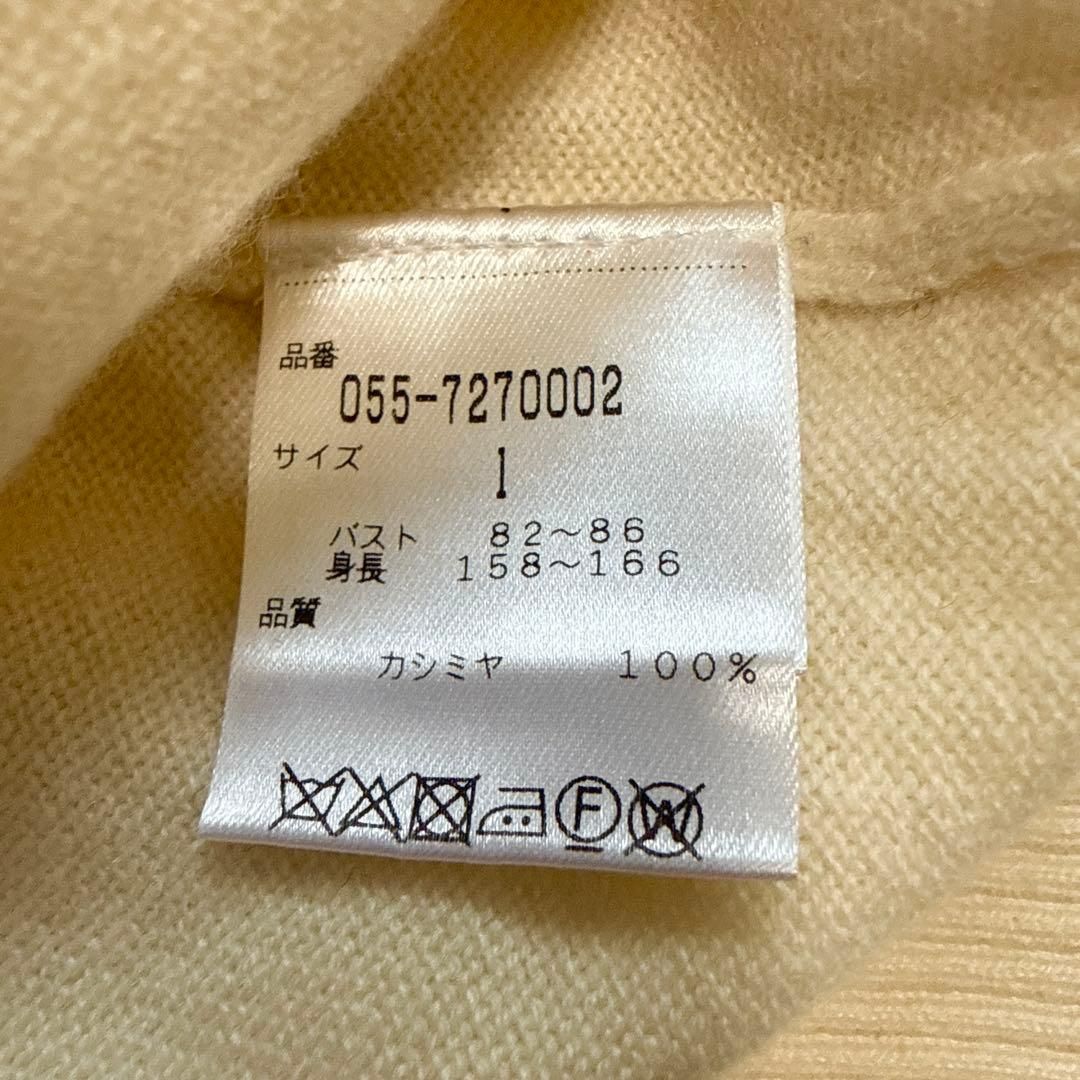 品番
055-7270002
サイズ
1
バスト 82～86
身長 158～166
品質
カシミヤ 100%
F W